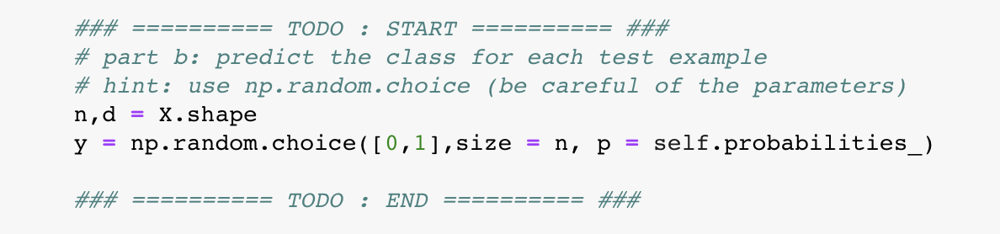 ### ========== TODO : START ========== ###
# part b: predict the class for each test example
# hint: use np.random.choice (be careful of the parameters)
n,d = X.shape
y = np.random.choice([0,1],size = n, p = self.probabilities_)
### ========== TODO : END ========== ###